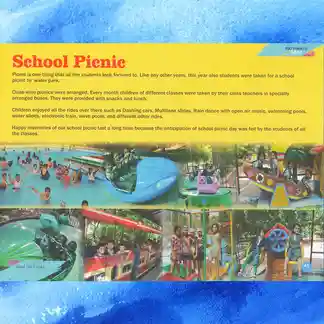 PATHWAYS
School Picnic
Picnic is one thing that all the students look forward to. Like any other years, this year also students were taken for a school
picnic to water park.
Class wise picnics were arranged. Every month children of different classes were taken by their class teachers in specially
arranged buses. They were provided with snacks and lunch.
Children enjoyed all the rides over there such as Dashing cars, Multilane slides, Rain dance with open air music, swimming pools,
water slides, electronic train, wave pools, and different other rides.
Happy memories of our school picnic last a long time because the anticipation of school picnic day was felt by the students of all
the classes.